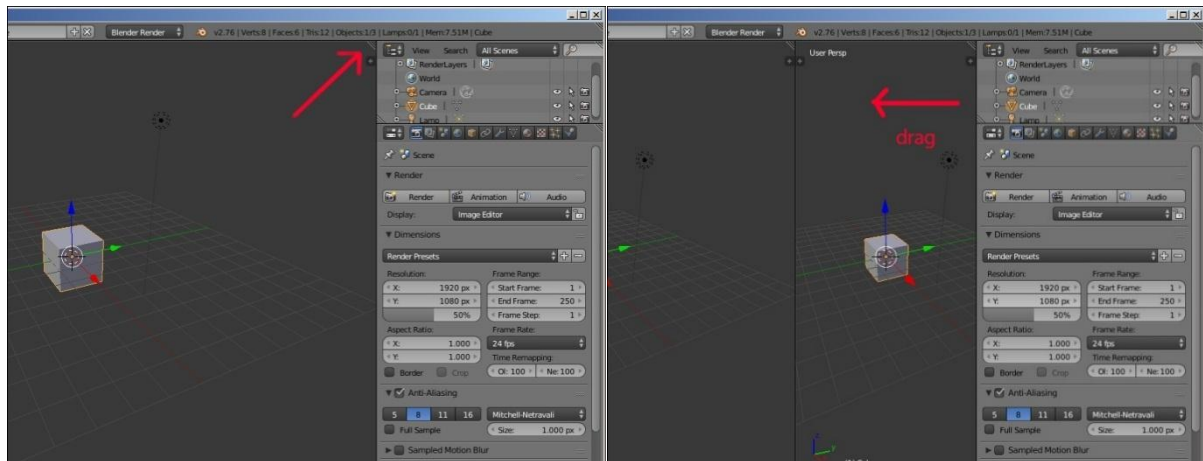 Blender Render
v2.76 | Verts:8 | Faces:6 | Tris:12 | Objects:1/3 | Lamps:0/1 | Mem:7.51M | Cube
View Search All Scenes
RenderLayers
World
Camera
Cube
Lamp
Scene
Render
Render Animation Audio
Display: Image Editor
Dimensions
Render Presets
Resolution: Frame Range:
X: 1920 px Start Frame: 1
Y: 1080 px End Frame: 250
50% Frame Step: 1
Aspect Ratio: Frame Rate:
X: 1.000 24 fps
Y: 1.000 Time Remapping:
Border Crop Ol: 100 Ne: 100
Anti-Aliasing
5 8 11 16 Mitchell-Netravali
Full Sample Size: 1.000 px
Sampled Motion Blur
Blender Render
v2.76 | Verts:8 | Faces:6 | Tris:12 | Objects:1/3 | Lamps:0/1 | Mem:7.51M | Cube
User Persp
View Search All Scenes
RenderLayers
World
Camera
Cube
Lamp
drag
Scene
Render
Render Animation Audio
Display: Image Editor
Dimensions
Render Presets
Resolution: Frame Range:
X: 1920 px Start Frame: 1
Y: 1080 px End Frame: 250
50% Frame Step: 1
Aspect Ratio: Frame Rate:
X: 1.000 24 fps
Y: 1.000 Time Remapping:
Border Crop Ol: 100 Ne: 100
Anti-Aliasing
5 8 11 16 Mitchell-Netravali
Full Sample Size: 1.000 px
Sampled Motion Blur